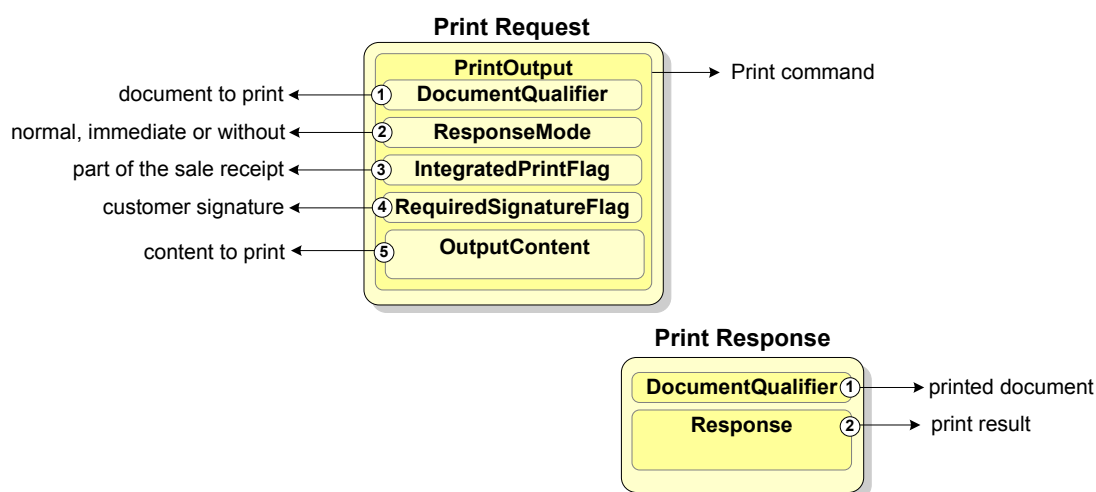 Print Request
PrintOutput
Print command
document to print
1
DocumentQualifier
normal, immediate or without
2
ResponseMode
part of the sale receipt
3
IntegratedPrintFlag
customer signature
4
RequiredSignatureFlag
content to print
5
OutputContent
Print Response
DocumentQualifier
1
printed document
Response
2
print result